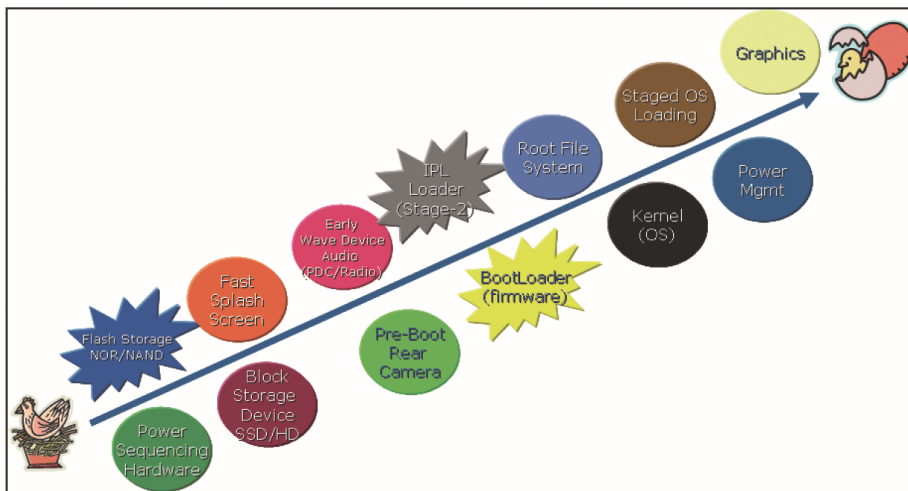 Graphics
Staged OS
Loading
Root File
System
Power
Mgmt
IPL
Loader
(Stage-2)
Kernel
(OS)
Early
Wave Device
Audio
(PDC/Radio)
BootLoader
(firmware)
Fast
Splash
Screen
Flash Storage
NOR/NAND
Pre-Boot
Rear
Camera
Block
Storage
Device
SSD/HD
Power
Sequencing
Hardware